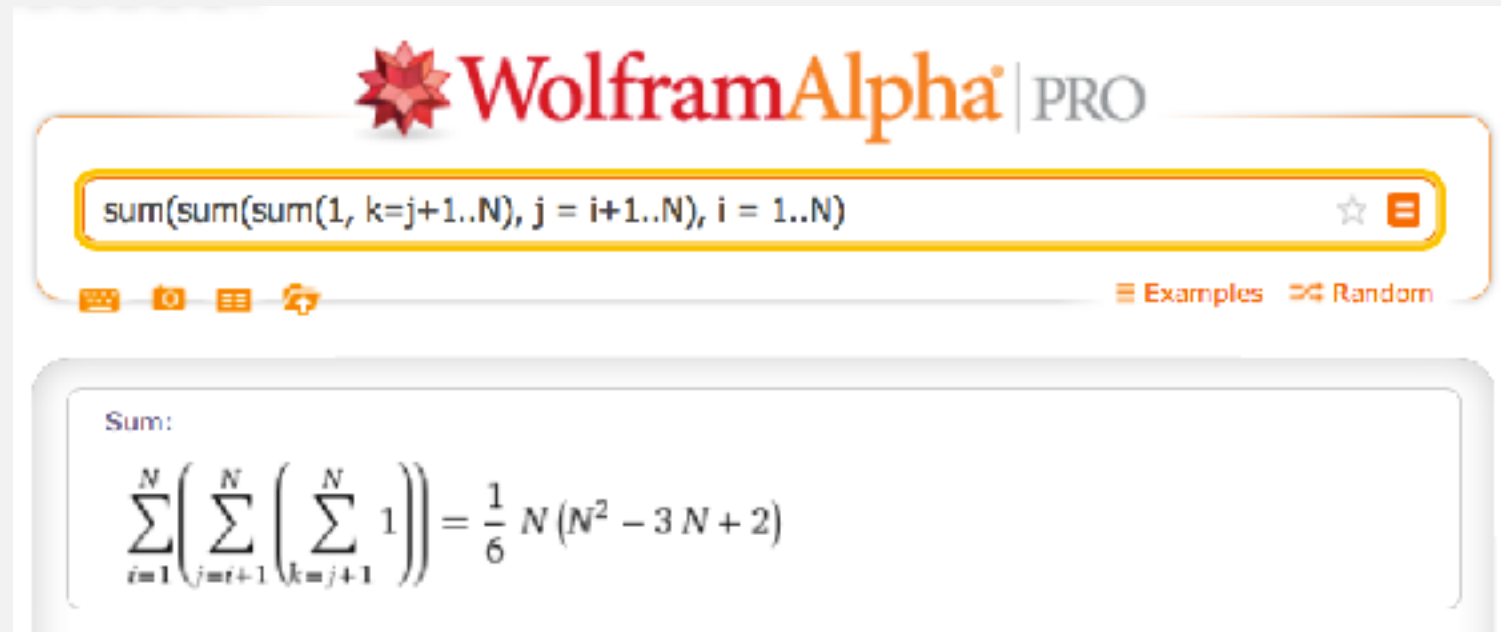 WolframAlpha PRO
sum(sum(sum(1, k=j+1..N), j = i+1..N), i = 1..N)
Examples Random
Sum:
∑_{i=1}^{N} ( ∑_{j=i+1}^{N} ( ∑_{k=j+1}^{N} 1 ) ) = 1/6 N (N² − 3 N + 2)